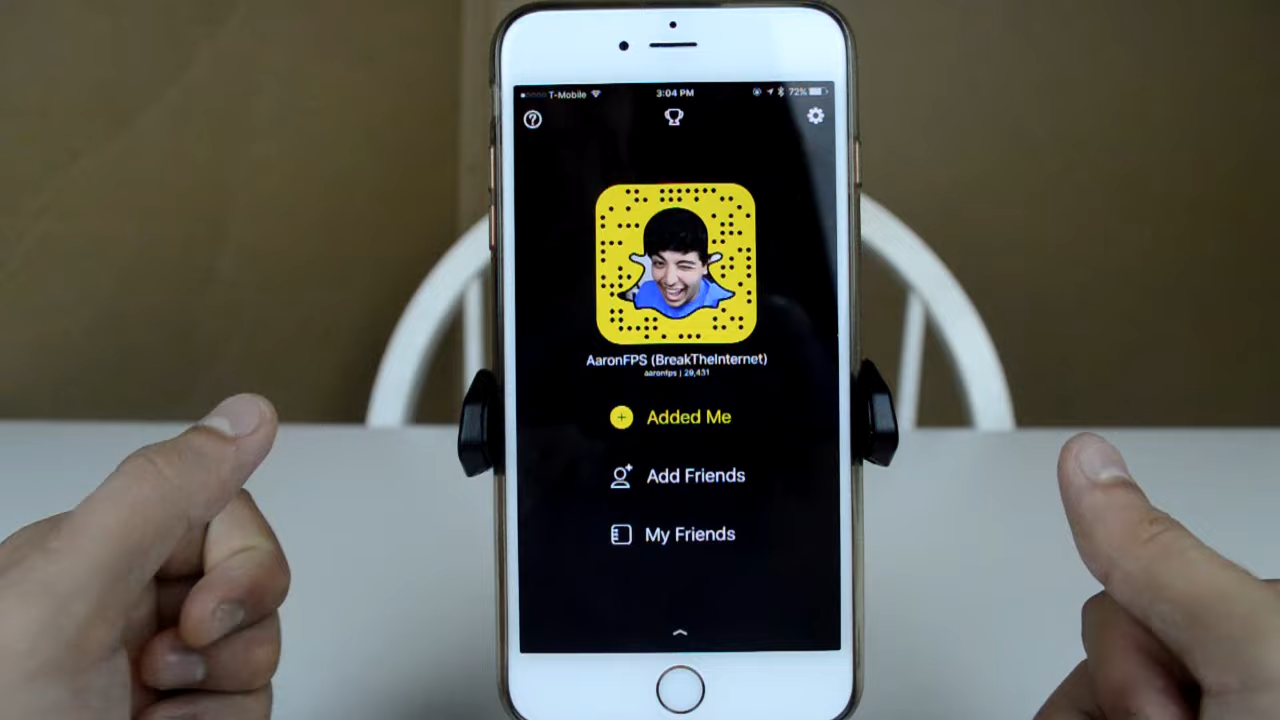 T-Mobile 3:04 PM 72%
AaronFPS (BreakTheInternet)
aaronfps | 29,431
Added Me
Add Friends
My Friends